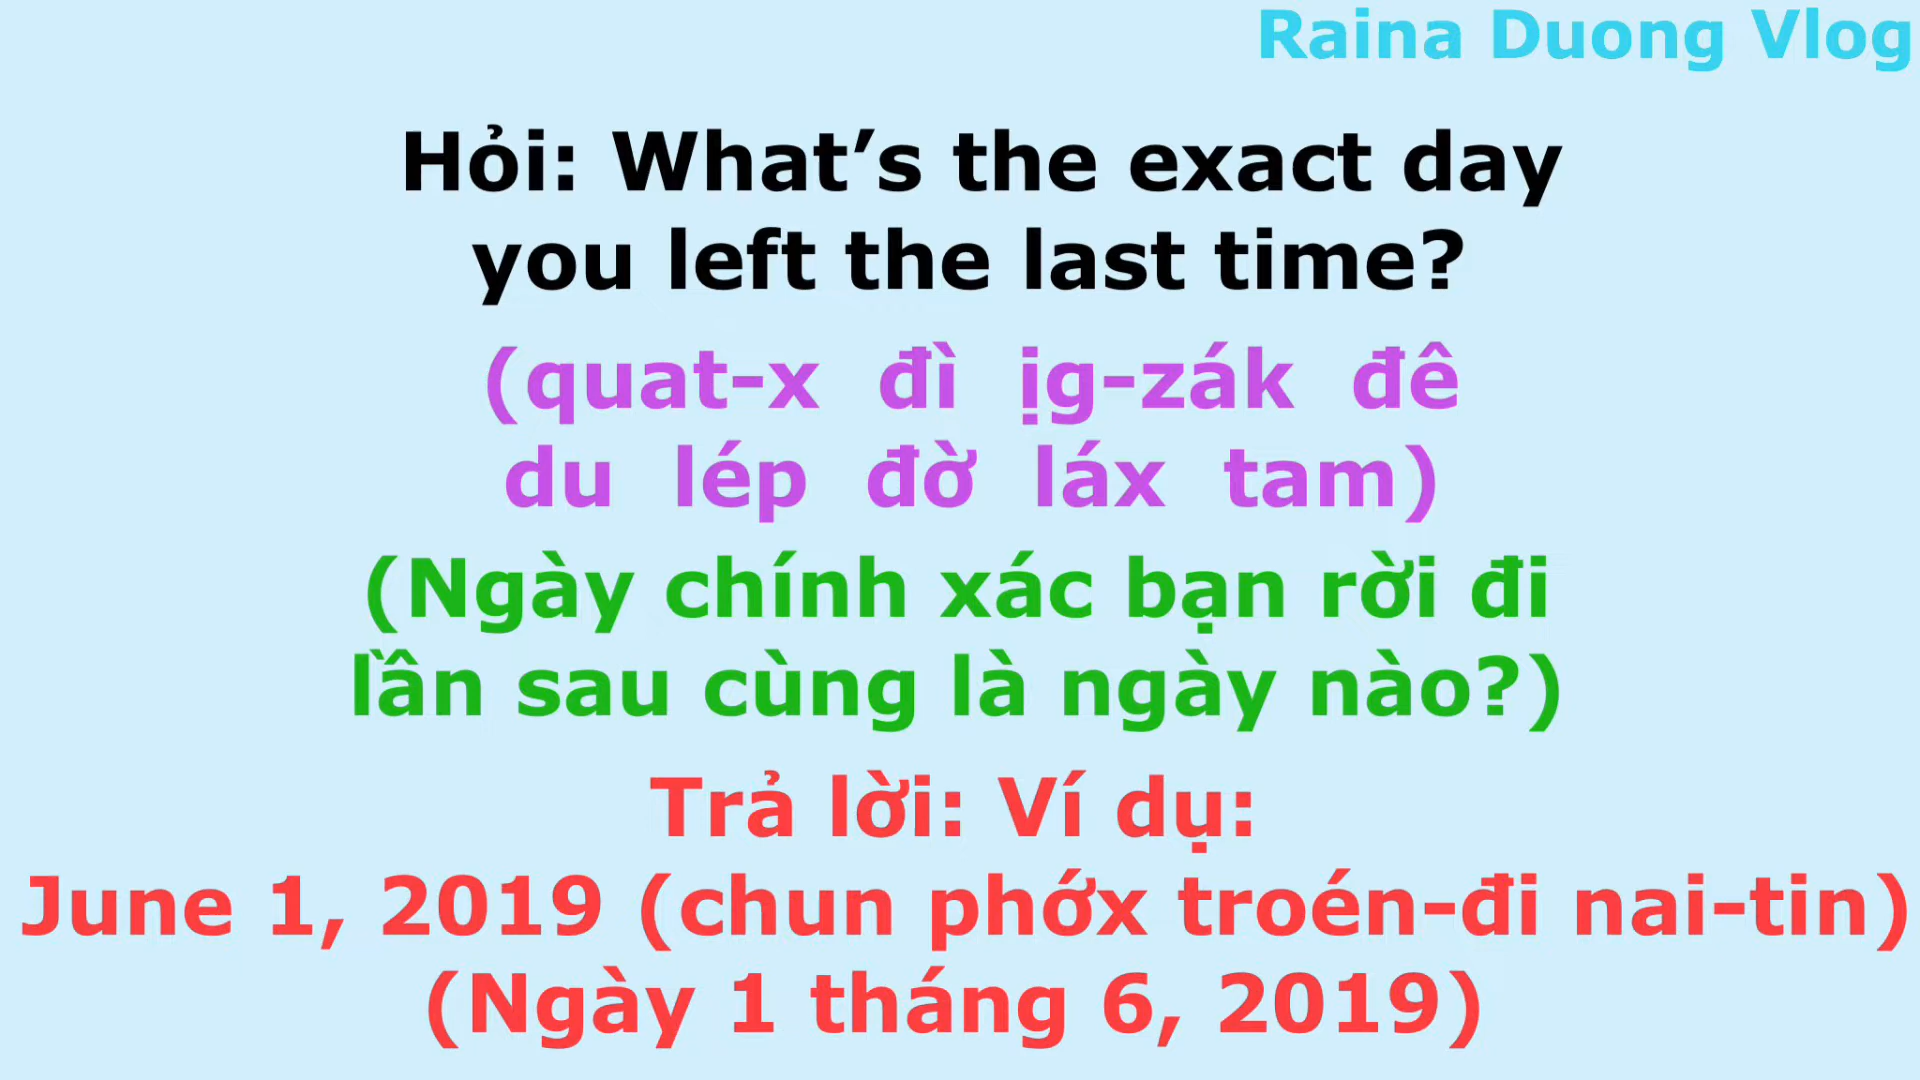 Raina Duong Vlog
Hỏi: What’s the exact day
you left the last time?
(quat-x đì ịg-zák đê
du lép đờ láx tam)
(Ngày chính xác bạn rời đi
lần sau cùng là ngày nào?)
Trả lời: Ví dụ:
June 1, 2019 (chun phớx troén-đi nai-tin)
(Ngày 1 tháng 6, 2019)